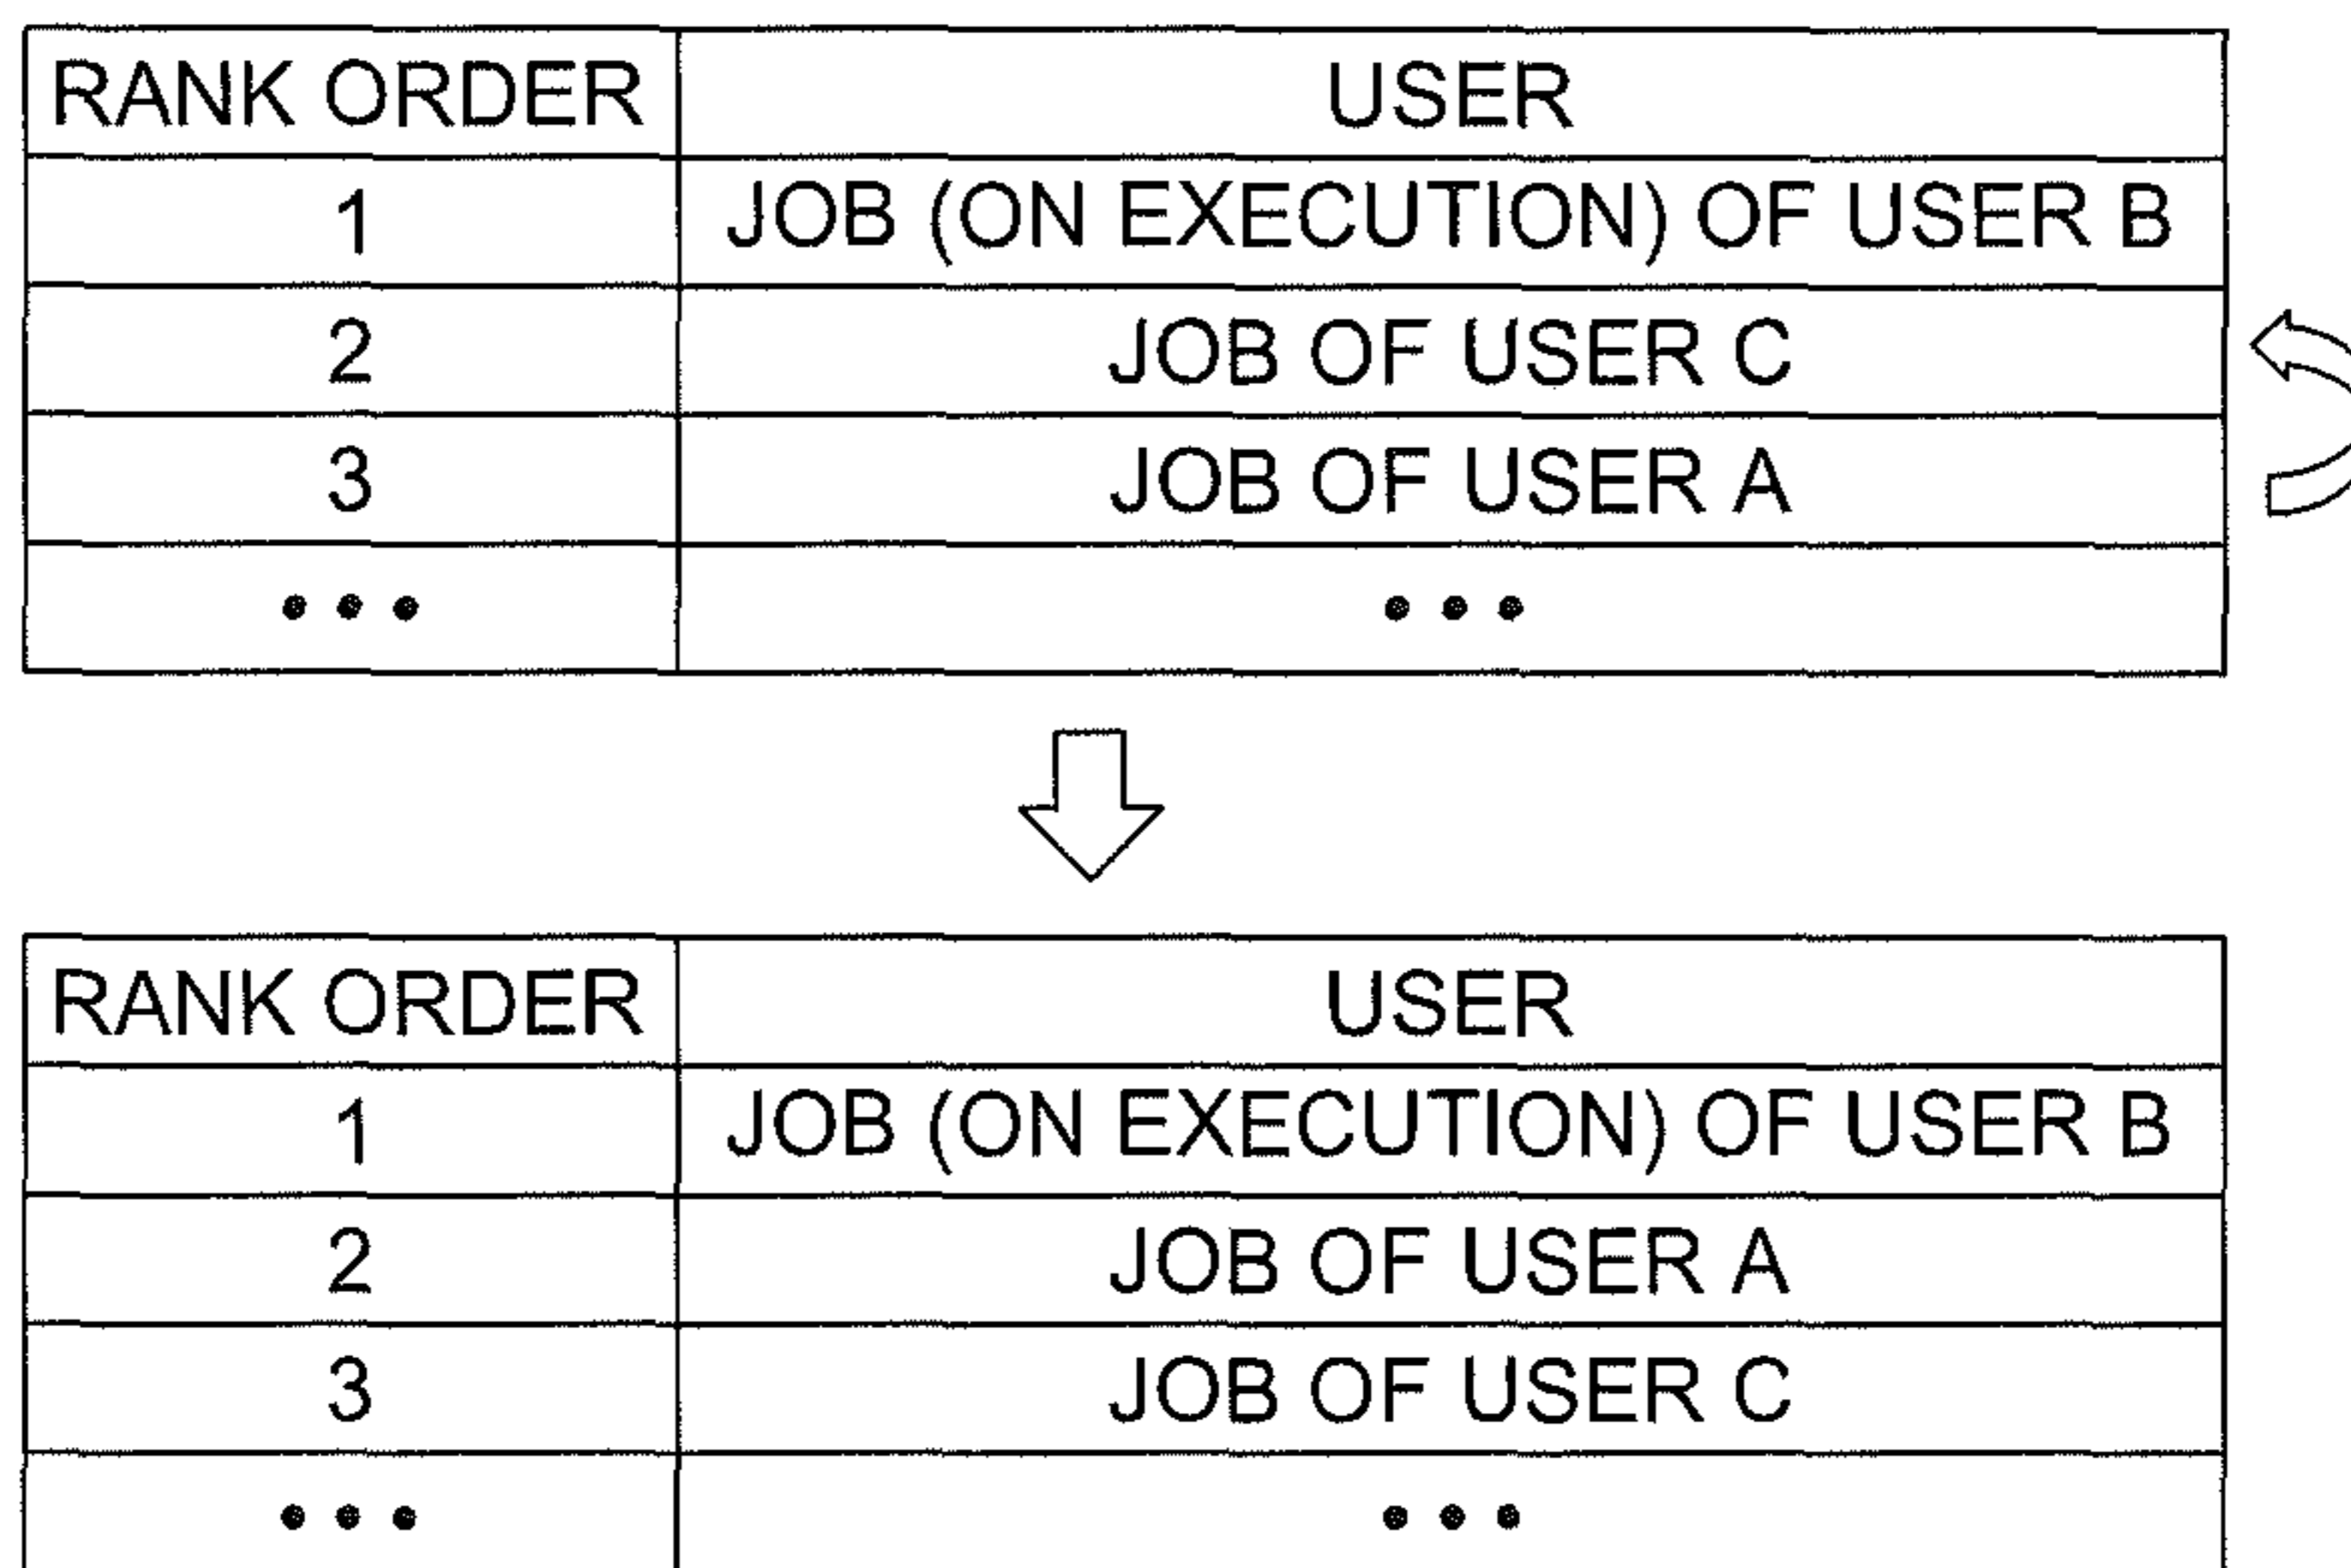 RANK ORDER USER
1 JOB (ON EXECUTION) OF USER B
2 JOB OF USER C
3 JOB OF USER A
• • • • • •
RANK ORDER USER
1 JOB (ON EXECUTION) OF USER B
2 JOB OF USER A
3 JOB OF USER C
• • • • • •